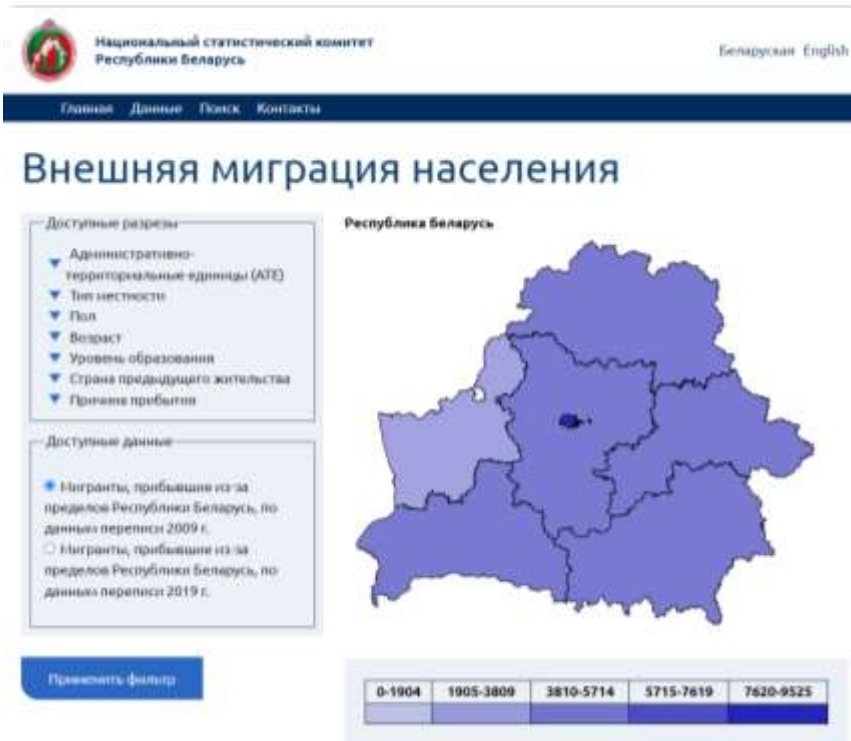 Национальный статистический комитет
Республики Беларусь
Беларуская English
Главная Данные Поиск Контакты
Внешняя миграция населения
Доступные разрезы
Административно-
территориальные единицы (АТЕ)
Тип местности
Пол
Возраст
Уровень образования
Страна предыдущего жительства
Причина прибытия
Доступные данные
Мигранты, прибывшие из-за
пределов Республики Беларусь, по
данным переписи 2009 г.
Мигранты, прибывшие из-за
пределов Республики Беларусь, по
данным переписи 2019 г.
Применить фильтр
Республика Беларусь
0-1904 1905-3809 3810-5714 5715-7619 7620-9525